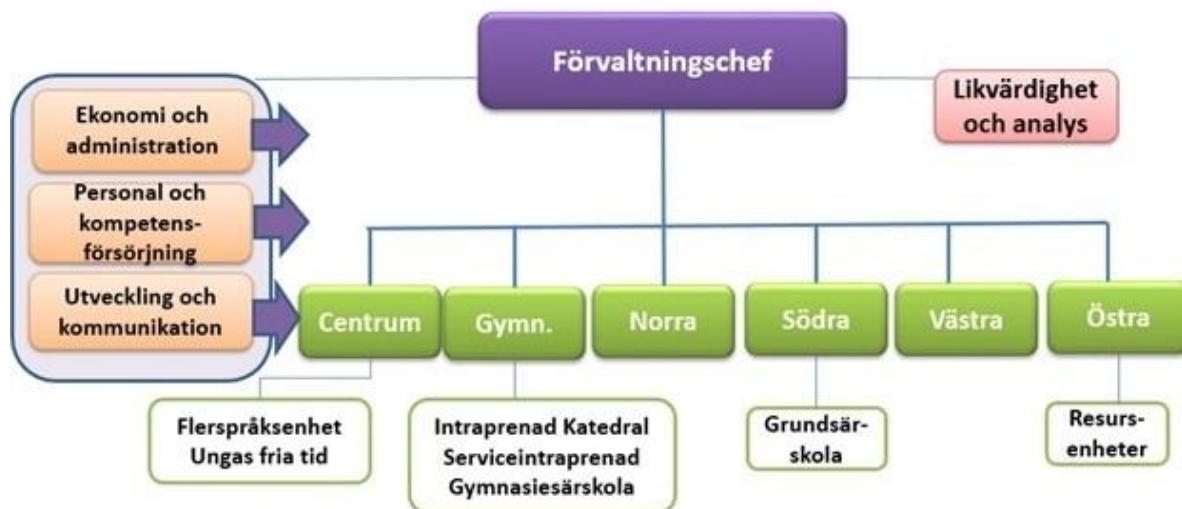 Förvaltningschef
Likvärdighet
och analys
Ekonomi och
administration
Personal och
kompetens-
försörjning
Utveckling och
kommunikation
Centrum
Gymn.
Norra
Södra
Västra
Östra
Flerspråksenhet
Ungas fria tid
Intraprenad Katedral
Serviceintraprenad
Gymnasiesärskola
Grundsär-
skola
Resurs-
enheter